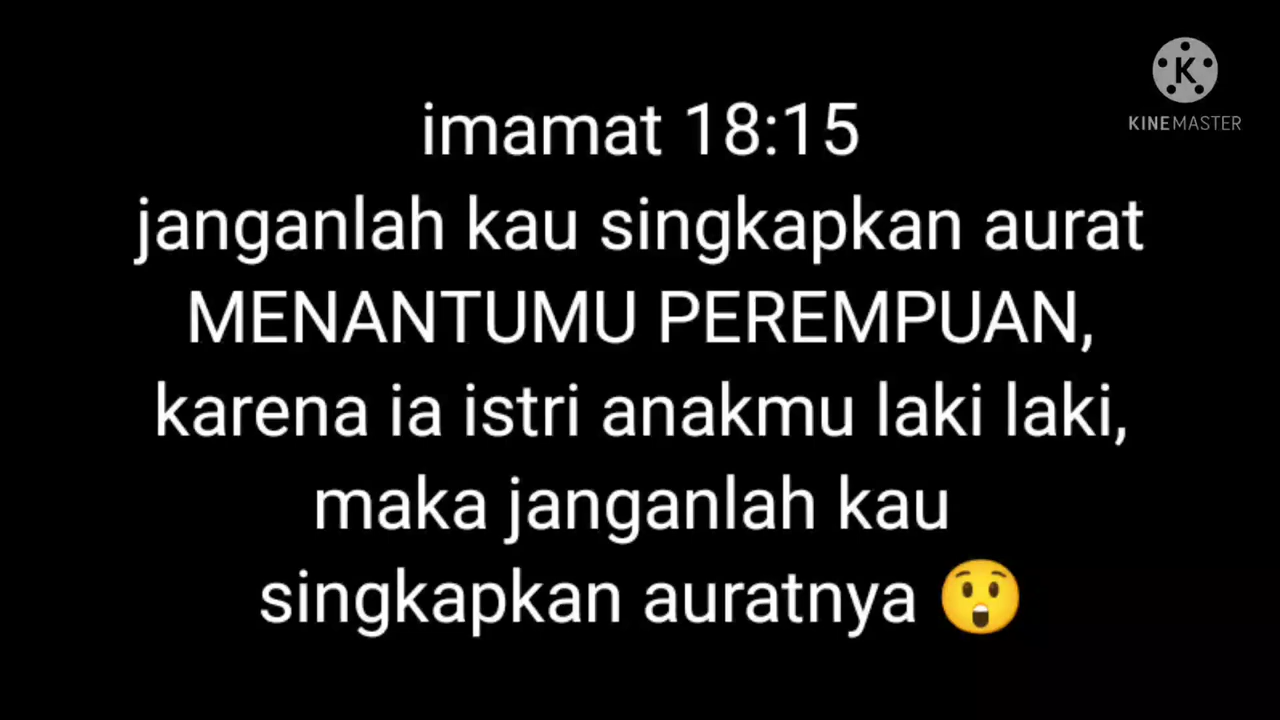 KINEMASTER
imamat 18:15
janganlah kau singkapkan aurat
MENANTUMU PEREMPUAN,
karena ia istri anakmu laki laki,
maka janganlah kau
singkapkan auratnya 😲